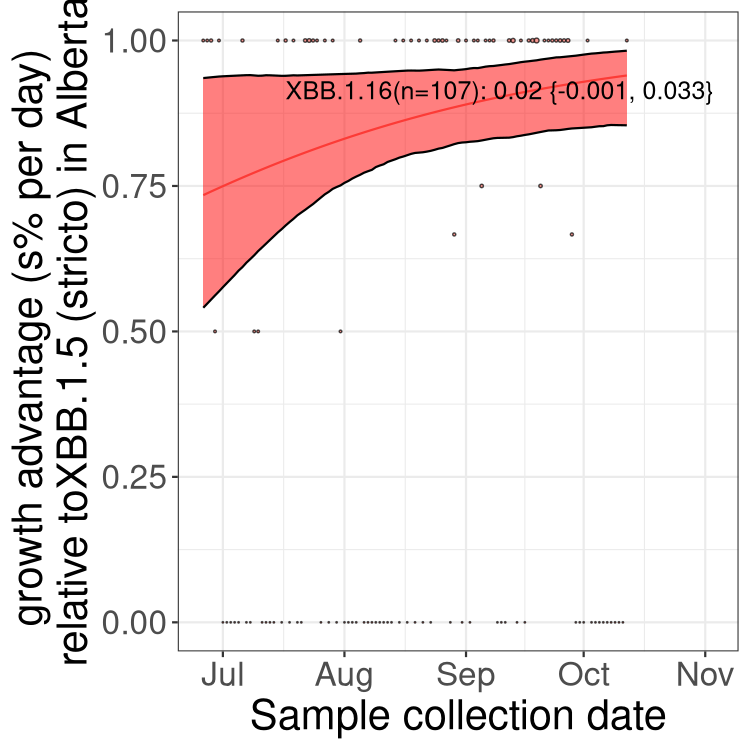 growth advantage (s% per day)
relative toXBB.1.5 (stricto) in Alberta
1.00
0.75
0.50
0.25
0.00
XBB.1.16(n=107): 0.02 {-0.001, 0.033}
Jul Aug Sep Oct Nov
Sample collection date